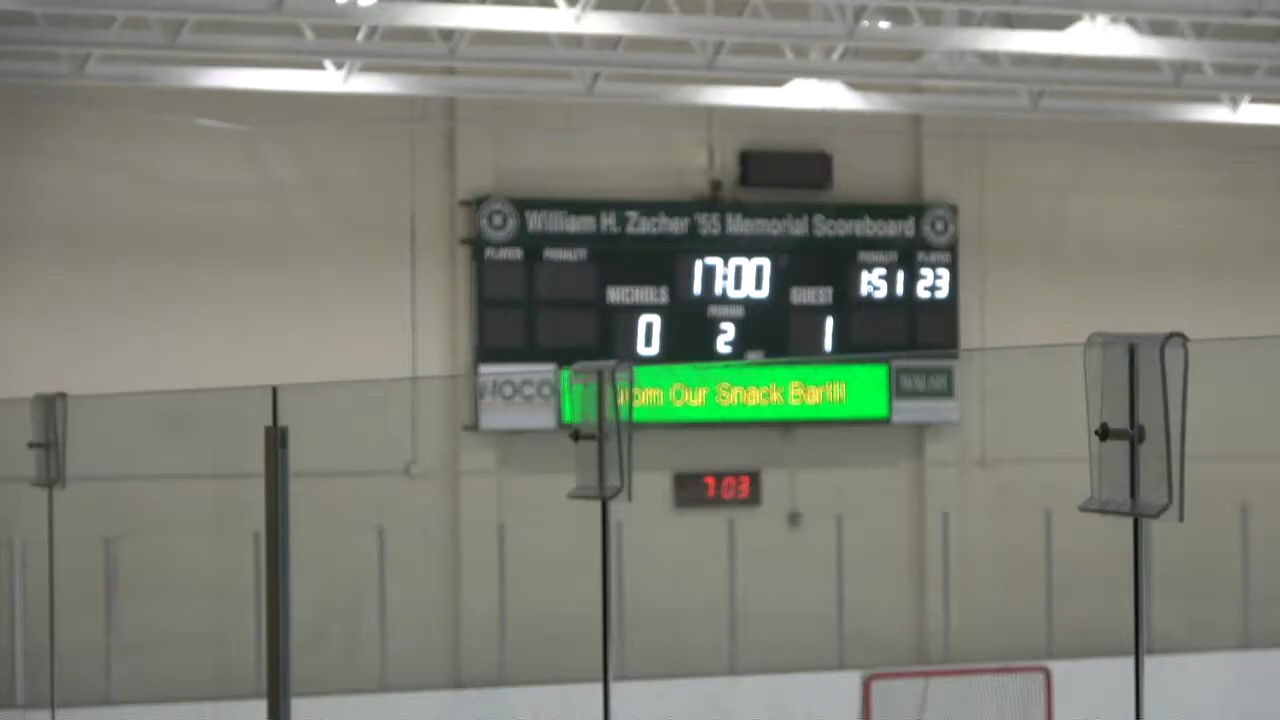 William H. Zacher '55 Memorial Scoreboard
PLAYER PENALTY PENALTY PLAYER
17:00 1:51 23
NICHOLS GUEST
PERIOD
0 2 1
NOCO Our Snack Bar!!!
7 03